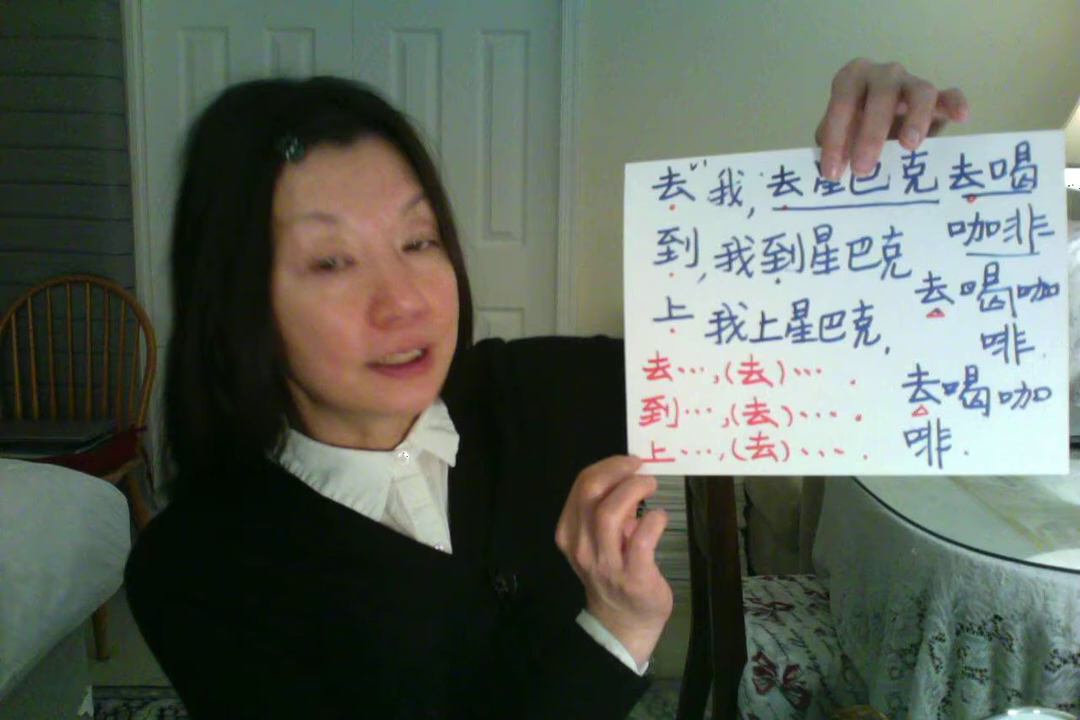 去 我, 去星巴克 去喝
咖非
到, 我到星巴克,
去喝咖
啡.
上 我上星巴克,
去喝咖
啡.
去…,(去)….
到…,(去)….
上…,(去)….